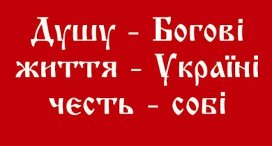 Душу - Богові
життя - Україні
честь - собі